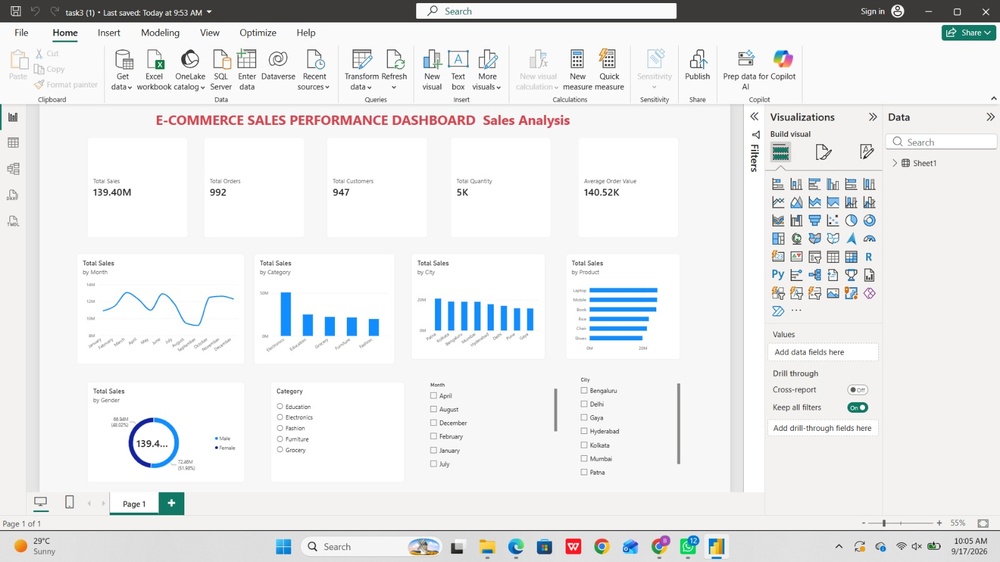 task3 (1) • Last saved: Today at 9:53 AM
Search
Sign in
File Home Insert Modeling View Optimize Help
Share
Paste
Cut
Copy
Format painter
Clipboard
Get data
Excel workbook
OneLake catalog
SQL Server
Enter data
Dataverse
Recent sources
Data
Transform data
Refresh
Queries
New visual
Text box
More visuals
Insert
New visual calculation
New measure
Quick measure
Calculations
Sensitivity
Sensitivity
Publish
Share
Prep data for AI
Copilot
Copilot
DAX
TMDL
E-COMMERCE SALES PERFORMANCE DASHBOARD Sales Analysis
Total Sales
139.40M
Total Orders
992
Total Customers
947
Total Quantity
5K
Average Order Value
140.52K
Total Sales
by Month
14M
12M
10M
8M
January February March April May June July August September October November December
Total Sales
by Category
50M
0M
Electronics Education Grocery Furniture Fashion
Total Sales
by City
20M
0M
Patna Kolkata Bengaluru Mumbai Hyderabad Delhi Pune Gaya
Total Sales
by Product
Laptop
Mobile
Book
Rice
Chair
Shoes
0M 20M
Total Sales
by Gender
66.94M
(48.02%)
139.4...
72.46M
(51.98%)
Male
Female
Category
Education
Electronics
Fashion
Furniture
Grocery
Month
April
August
December
February
January
July
City
Bengaluru
Delhi
Gaya
Hyderabad
Kolkata
Mumbai
Patna
Filters
Visualizations
Build visual
123
R
Py
...
Values
Add data fields here
Drill through
Cross-report
Off
Keep all filters
On
Add drill-through fields here
Data
Search
Sheet1
Page 1
+
Page 1 of 1
- + 55%
29°C
Sunny
Search
W
B
12
10:05 AM
9/17/2026